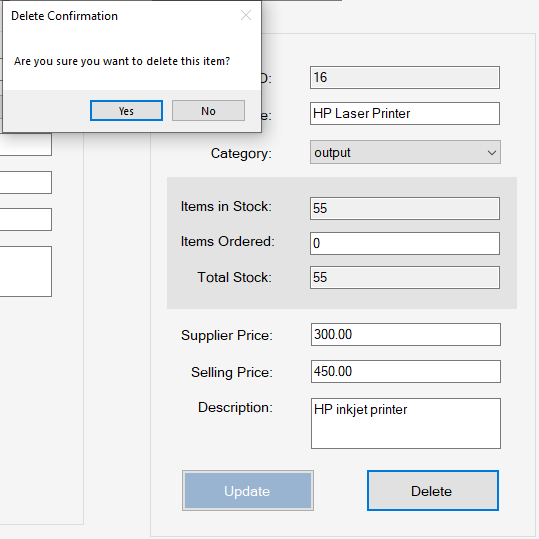 Delete Confirmation
Are you sure you want to delete this item?
Yes No
D: 16
e: HP Laser Printer
Category: output
Items in Stock: 55
Items Ordered: 0
Total Stock: 55
Supplier Price: 300.00
Selling Price: 450.00
Description: HP inkjet printer
Update Delete